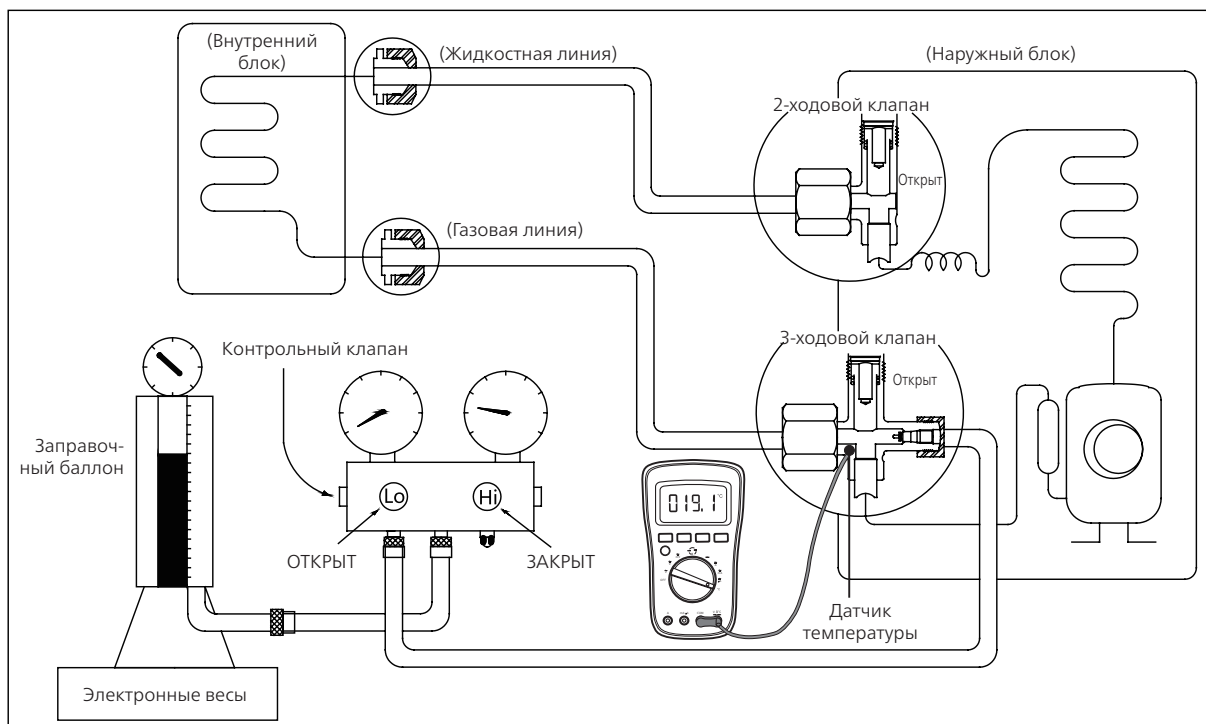 (Внутренний
блок)
(Жидкостная линия)
(Наружный блок)
2-ходовой клапан
Открыт
(Газовая линия)
3-ходовой клапан
Открыт
Контрольный клапан
Заправоч-
ный баллон
Lo
Hi
019.1 °C
ОТКРЫТ
ЗАКРЫТ
Датчик
температуры
Электронные весы